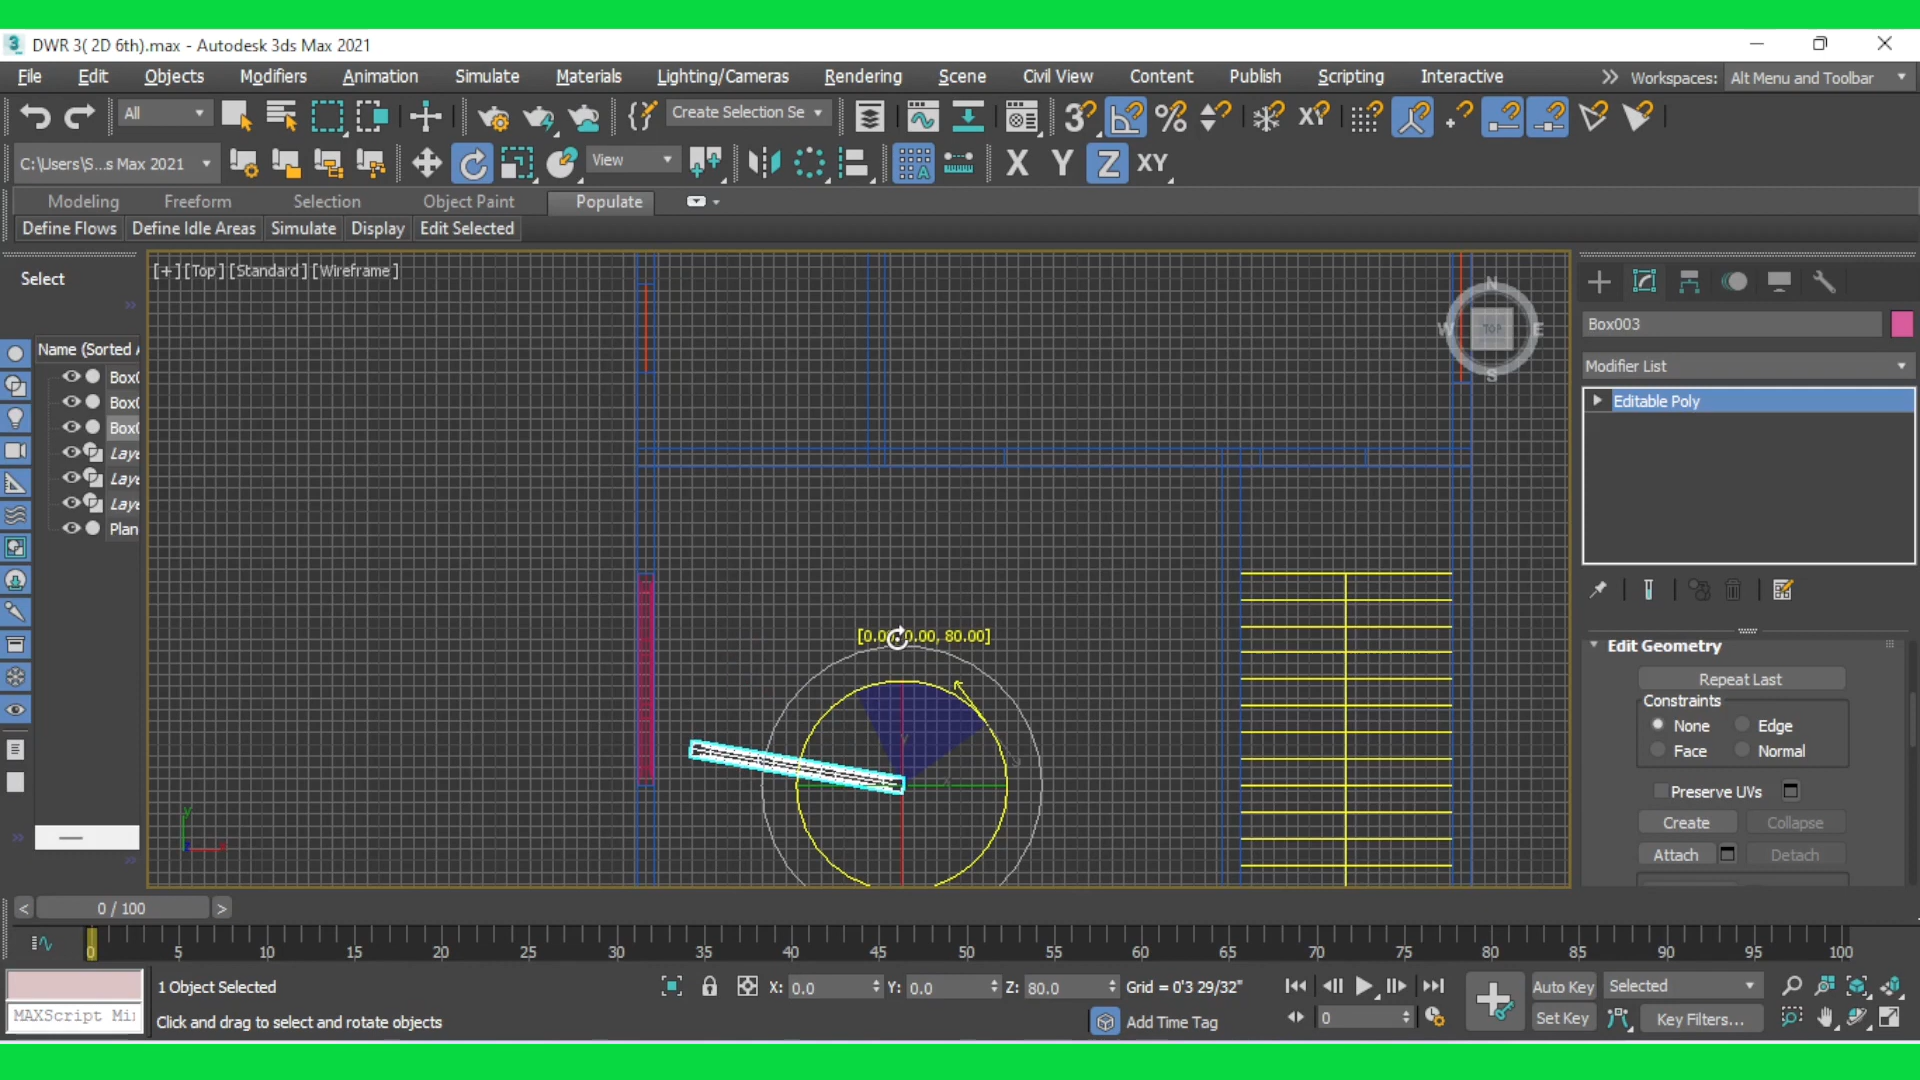 DWR 3( 2D 6th).max - Autodesk 3ds Max 2021
File Edit Objects Modifiers Animation Simulate Materials Lighting/Cameras Rendering Scene Civil View Content Publish Scripting Interactive Workspaces: Alt Menu and Toolbar
All Create Selection Se 3 XY
C:\Users\S...s Max 2021 View X Y Z XY
Modeling Freeform Selection Object Paint Populate
Define Flows Define Idle Areas Simulate Display Edit Selected
Select
[+] [Top ] [Standard ] [Wireframe ]
N
W TOP E
S
Box003
Name (Sorted
Modifier List
Box
Editable Poly
Box
Box
Laye
Laye
Laye
Plan
[0.0 0.00, 80.00]
Edit Geometry
Repeat Last
Constraints
None Edge
Face Normal
Preserve UVs
Create Collapse
Attach Detach
y
< 0 / 100 >
0 5 10 15 20 25 30 35 40 45 50 55 60 65 70 75 80 85 90 95 100
1 Object Selected X: 0.0 Y: 0.0 Z: 80.0 Grid = 0'3 29/32" Auto Key Selected
MAXScript Mi Click and drag to select and rotate objects Add Time Tag 0 Set Key Key Filters...